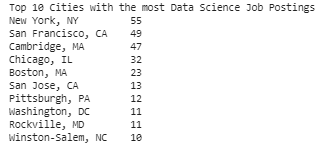 Top 10 Cities with the most Data Science Job Postings
New York, NY 55
San Francisco, CA 49
Cambridge, MA 47
Chicago, IL 32
Boston, MA 23
San Jose, CA 13
Pittsburgh, PA 12
Washington, DC 11
Rockville, MD 11
Winston-Salem, NC 10